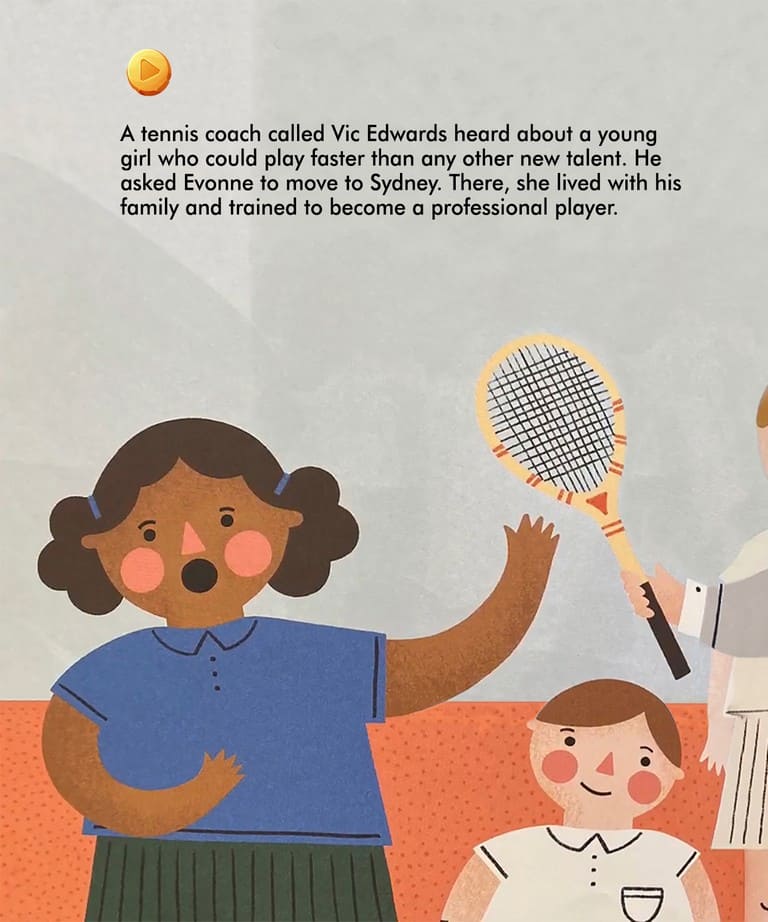 A tennis coach called Vic Edwards heard about a young
girl who could play faster than any other new talent. He
asked Evonne to move to Sydney. There, she lived with his
family and trained to become a professional player.